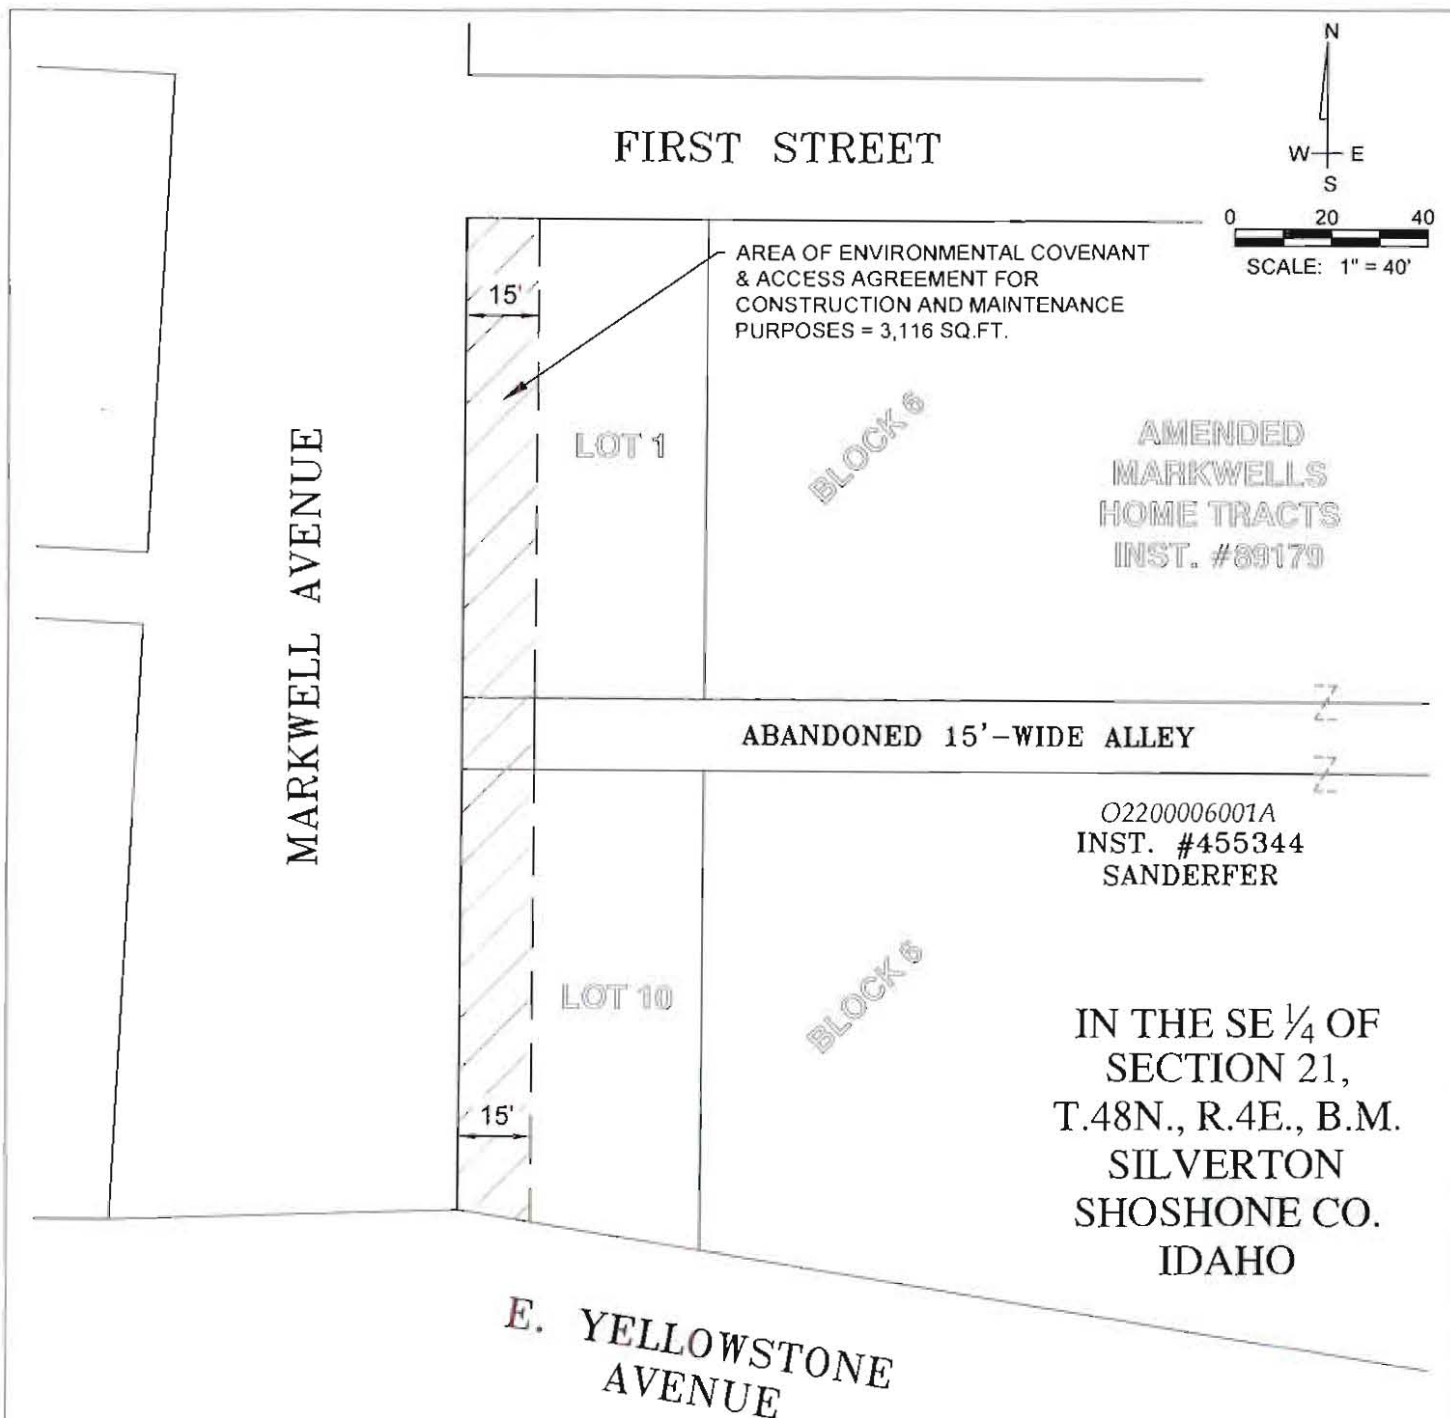 N
FIRST STREET
W E
S
0 20 40
SCALE: 1" = 40'
AREA OF ENVIRONMENTAL COVENANT
& ACCESS AGREEMENT FOR
CONSTRUCTION AND MAINTENANCE
PURPOSES = 3,116 SQ.FT.
15'
LOT 1
BLOCK 6
AMENDED
MARKWELLS
HOME TRACTS
INST. #89179
MARKWELL AVENUE
ABANDONED 15'-WIDE ALLEY
O2200006001A
INST. #455344
SANDERFER
LOT 10
BLOCK 6
IN THE SE ¼ OF
SECTION 21,
T.48N., R.4E., B.M.
SILVERTON
SHOSHONE CO.
IDAHO
15'
E. YELLOWSTONE
AVENUE